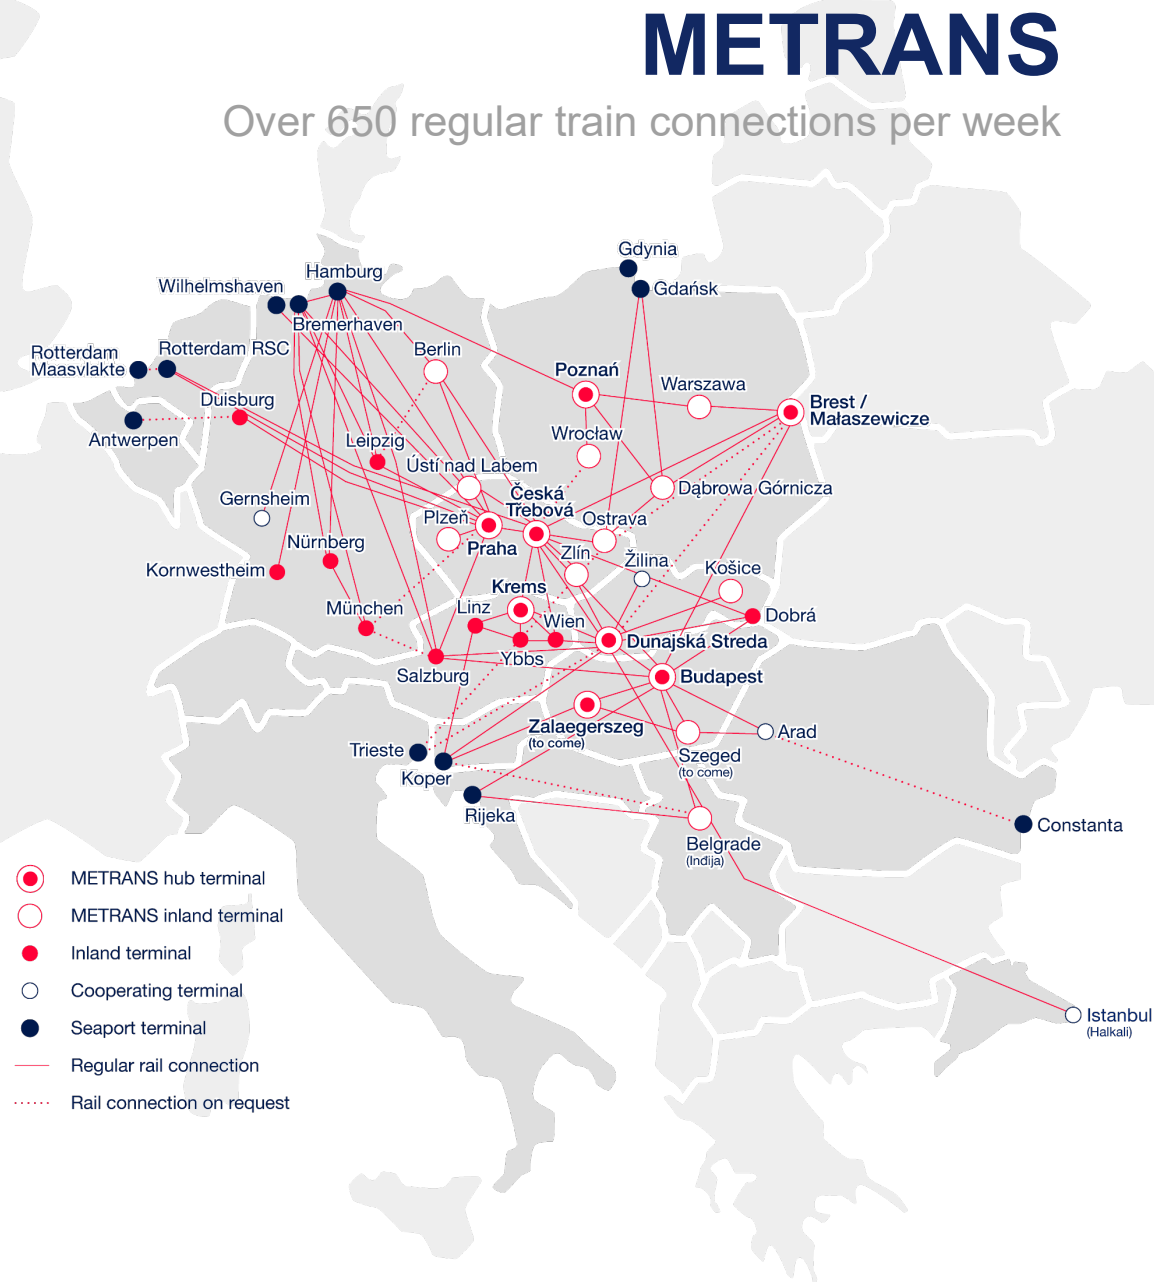 METRANS
Over 650 regular train connections per week
Gdynia
Hamburg
Wilhelmshaven
Gdańsk
Bremerhaven
Rotterdam
Maasvlakte
Rotterdam RSC
Berlin
Poznań
Warszawa
Duisburg
Brest /
Małaszewicze
Antwerpen
Leipzig
Wrocław
Ústí nad Labem
Česká
Třebová
Dąbrowa Górnicza
Gernsheim
Plzeň
Ostrava
Praha
Nürnberg
Zlín
Žilina
Košice
Kornwestheim
Krems
München
Linz
Wien
Dobrá
Dunajská Streda
Ybbs
Salzburg
Budapest
Zalaegerszeg
(to come)
Arad
Trieste
Koper
Szeged
(to come)
Rijeka
Constanta
Belgrade
(Inđija)
METRANS hub terminal
METRANS inland terminal
Inland terminal
Cooperating terminal
Seaport terminal
Regular rail connection
Rail connection on request
Istanbul
(Halkali)